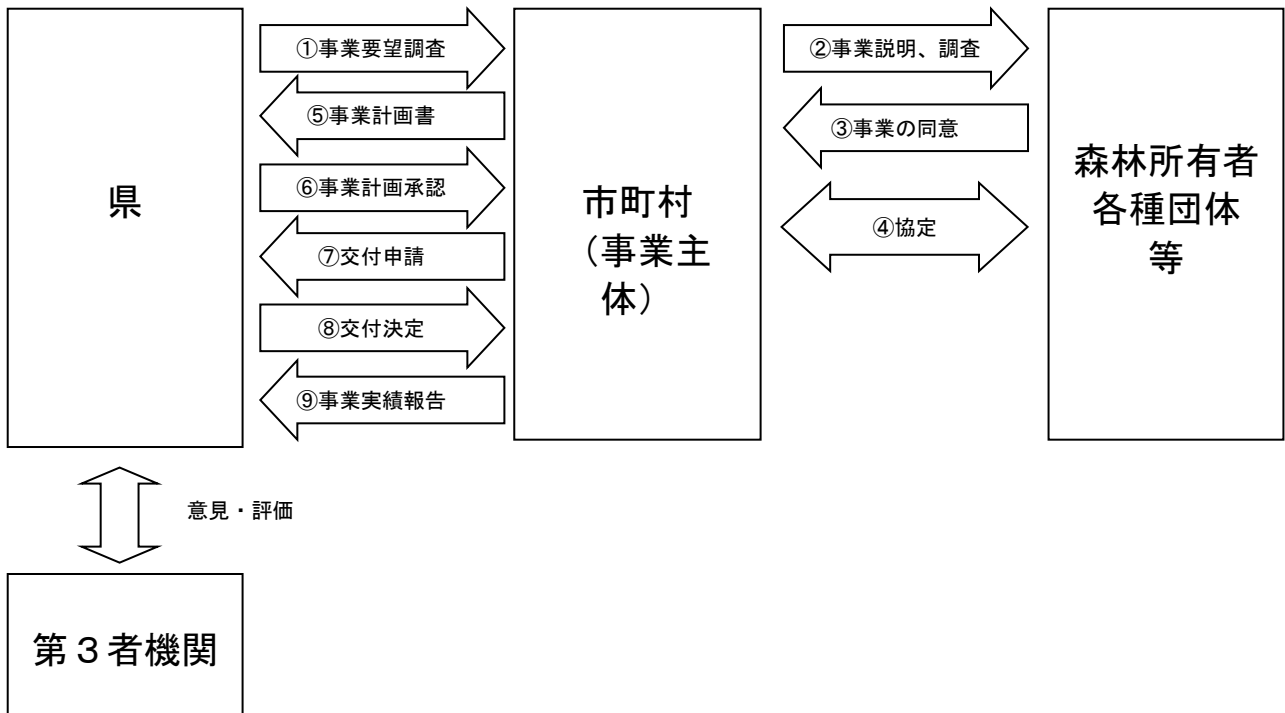 県
①事業要望調査
⑤事業計画書
⑥事業計画承認
⑦交付申請
⑧交付決定
⑨事業実績報告
市町村
（事業主
体）
②事業説明、調査
③事業の同意
④協定
森林所有者
各種団体
等
意見・評価
第３者機関